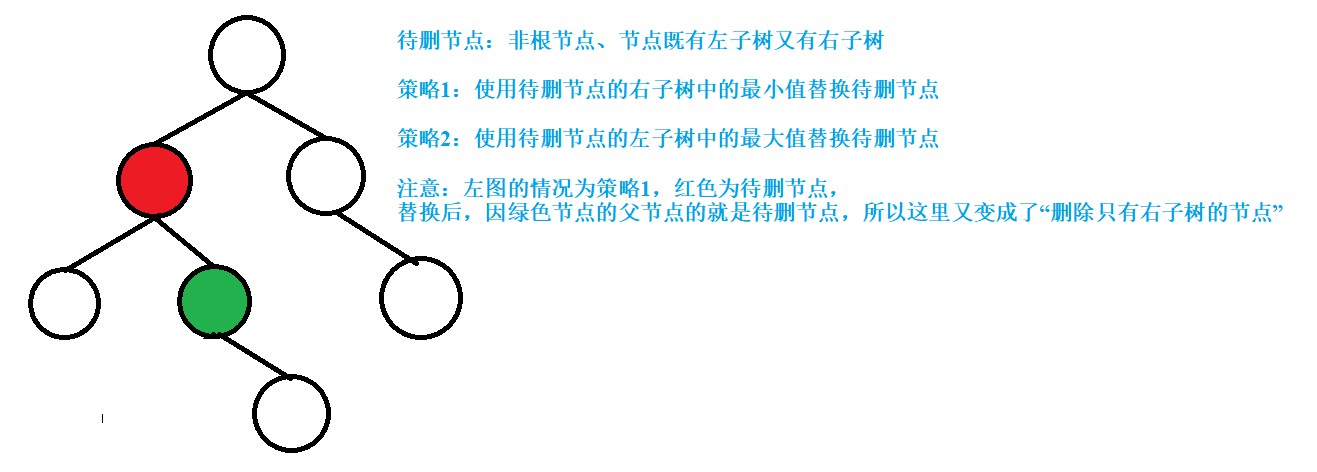 待删节点：非根节点、节点既有左子树又有右子树
策略1：使用待删节点的右子树中的最小值替换待删节点
策略2：使用待删节点的左子树中的最大值替换待删节点
注意：左图的情况为策略1，红色为待删节点，
替换后，因绿色节点的父节点的就是待删节点，所以这里又变成了“删除只有右子树的节点”